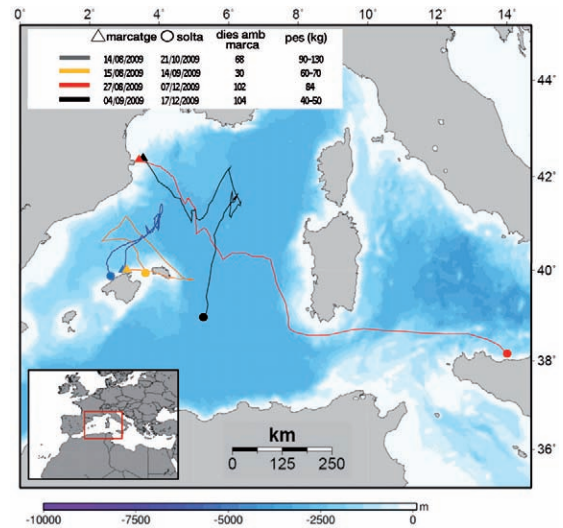 0° 2° 4° 6° 8° 10° 12° 14°
marcatge solta dies amb marca pes (kg)
14/08/2009 21/10/2009 68 90-130
15/08/2009 14/09/2009 30 60-70
27/08/2009 07/12/2009 102 84
04/09/2009 17/12/2009 104 40-50
44°
42°
40°
38°
36°
km
0 125 250
m
-10000 -7500 -5000 -2500 0